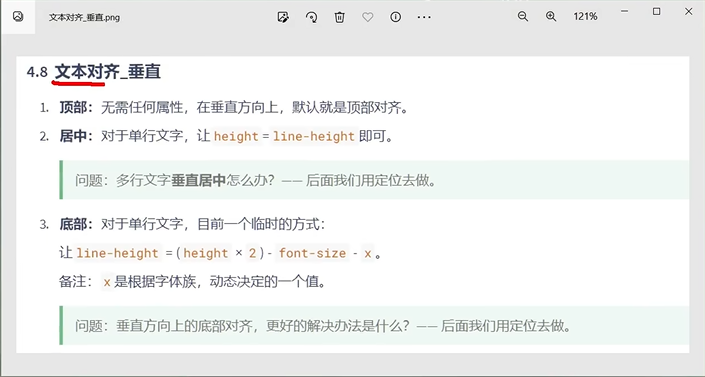 文本对齐_垂直.png
121%
4.8 文本对齐_垂直
1. 顶部：无需任何属性，在垂直方向上，默认就是顶部对齐。
2. 居中：对于单行文字，让 height = line-height 即可。
问题：多行文字垂直居中怎么办？—— 后面我们用定位去做。
3. 底部：对于单行文字，目前一个临时的方式：
让 line-height = ( height × 2 ) - font-size - x 。
备注： x 是根据字体族，动态决定的一个值。
问题：垂直方向上的底部对齐，更好的解决办法是什么？—— 后面我们用定位去做。